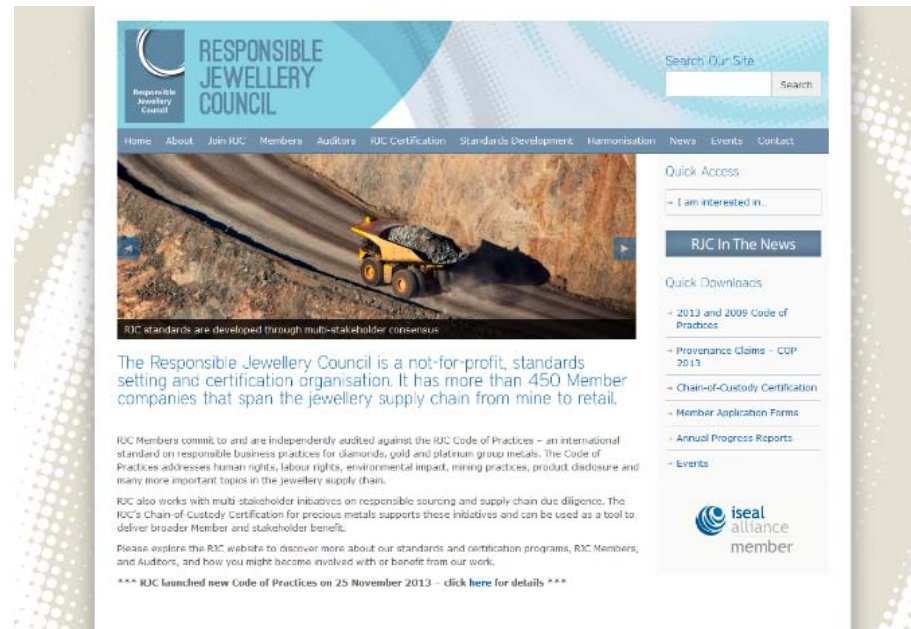 Responsible
Jewellery
Council
RESPONSIBLE
JEWELLERY
COUNCIL
Search Our Site
Search
Home About Join RJC Members Auditors RJC Certification Standards Development Harmonisation News Events Contact
RJC standards are developed through multi-stakeholder consensus
The Responsible Jewellery Council is a not-for-profit, standards
setting and certification organisation. It has more than 450 Member
companies that span the jewellery supply chain from mine to retail.
RJC Members commit to and are independently audited against the RJC Code of Practices – an international
standard on responsible business practices for diamonds, gold and platinum group metals. The Code of
Practices addresses human rights, labour rights, environmental impact, mining practices, product disclosure and
many more important topics in the jewellery supply chain.
RJC also works with multi-stakeholder initiatives on responsible sourcing and supply chain due diligence. The
RJC's Chain-of-Custody Certification for precious metals supports these initiatives and can be used as a tool to
deliver broader Member and stakeholder benefit.
Please explore the RJC website to discover more about our standards and certification programs, RJC Members,
and Auditors, and how you might become involved with or benefit from our work.
*** RJC launched new Code of Practices on 25 November 2013 – click here for details ***
Quick Access
→ I am interested in...
RJC In The News
Quick Downloads
→ 2013 and 2009 Code of
Practices
→ Provenance Claims – COP
2013
→ Chain-of-Custody Certification
→ Member Application Forms
→ Annual Progress Reports
→ Events
iseal
alliance
member